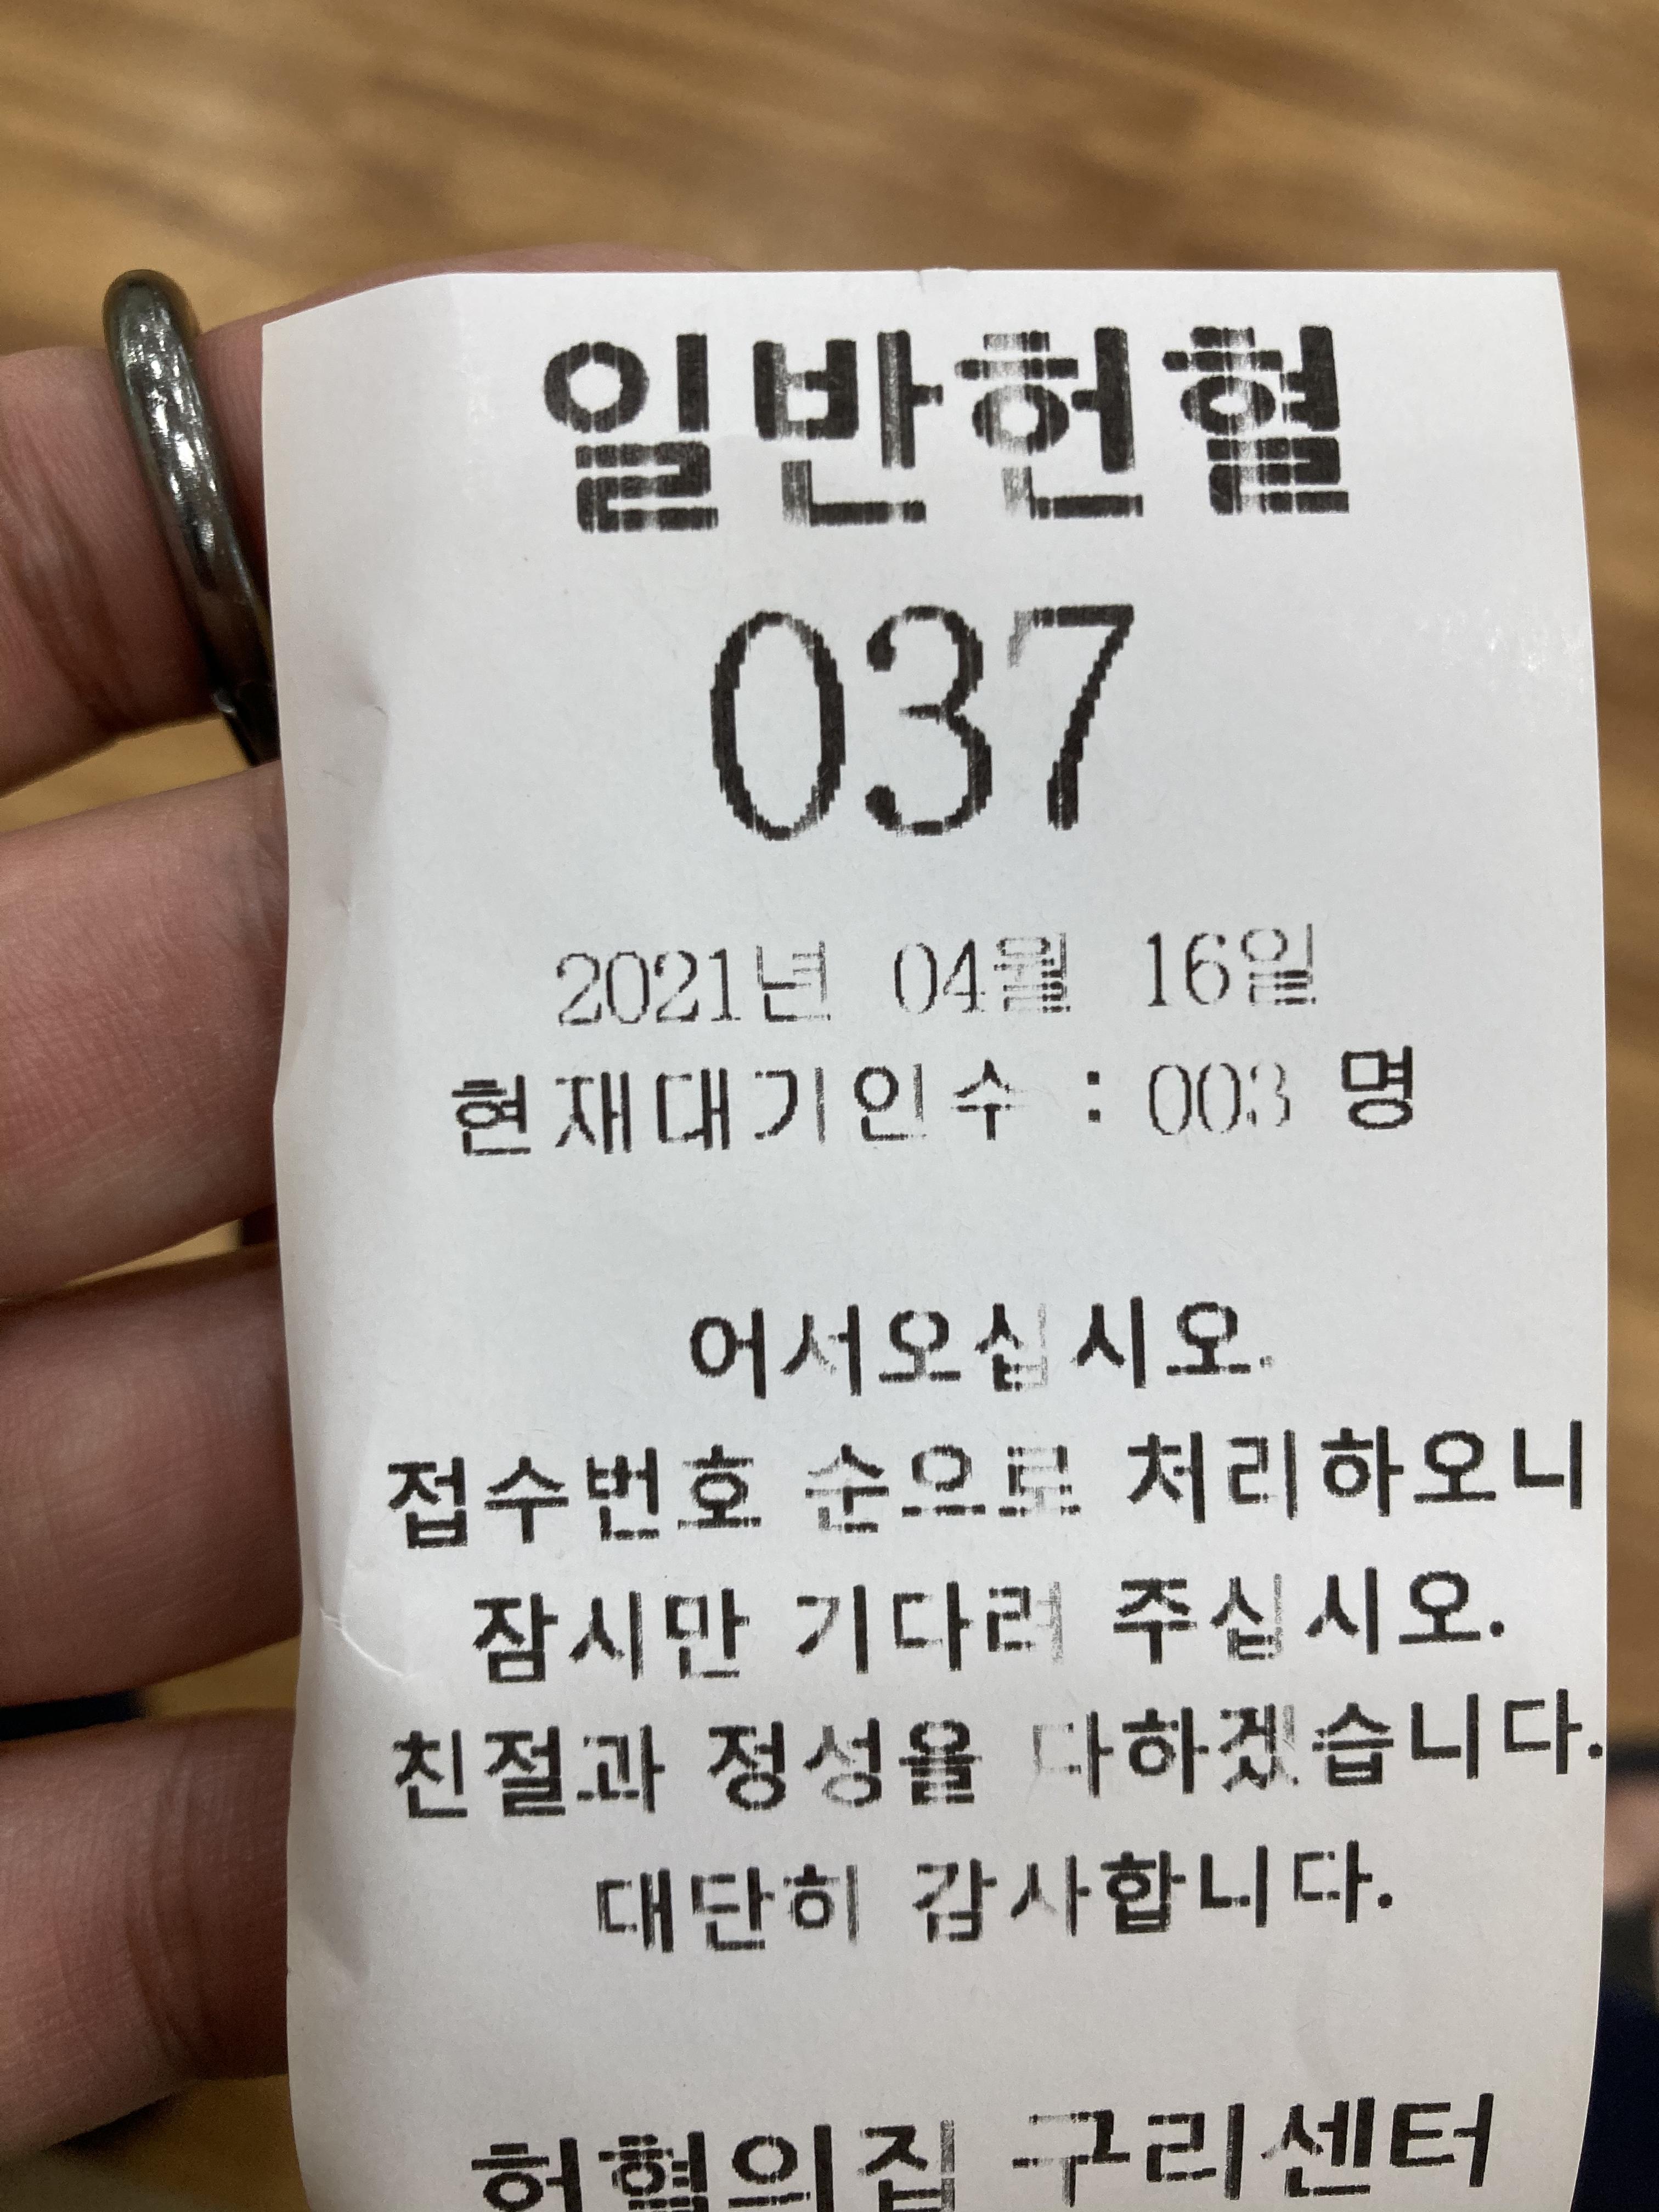 일반헌혈
037
2021년 04월 16일
현재대기인수 : 003 명
어서오십시오.
접수번호 순으로 처리하오니
잠시만 기다려 주십시오.
친절과 정성을 다하겠습니다.
대단히 감사합니다.
헌혈의집 구리센터